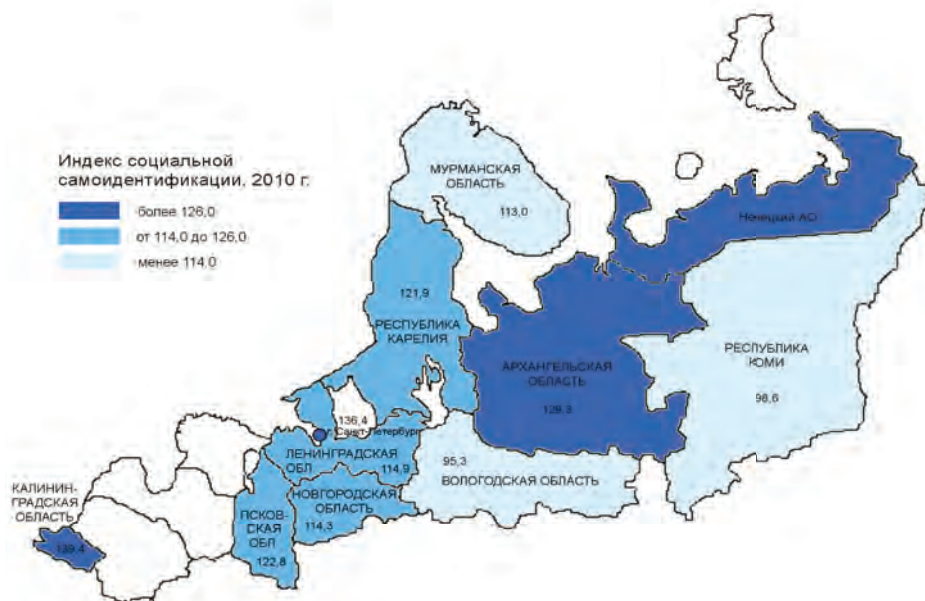 Индекс социальной
самоидентификации, 2010 г.
более 126,0
от 114,0 до 126,0
менее 114,0
МУРМАНСКАЯ
ОБЛАСТЬ
113,0
Ненецкий АО
121,9
РЕСПУБЛИКА
КАРЕЛИЯ
АРХАНГЕЛЬСКАЯ
ОБЛАСТЬ
129,3
РЕСПУБЛИКА
КОМИ
98,6
136,4
г. Санкт-Петербург
ЛЕНИНГРАДСКАЯ
ОБЛ
114,9
95,3
ВОЛОГОДСКАЯ ОБЛАСТЬ
НОВГОРОДСКАЯ
ОБЛАСТЬ
114,3
ПСКОВ-
СКАЯ
ОБЛ
122,8
КАЛИНИН-
ГРАДСКАЯ
ОБЛАСТЬ
139,4